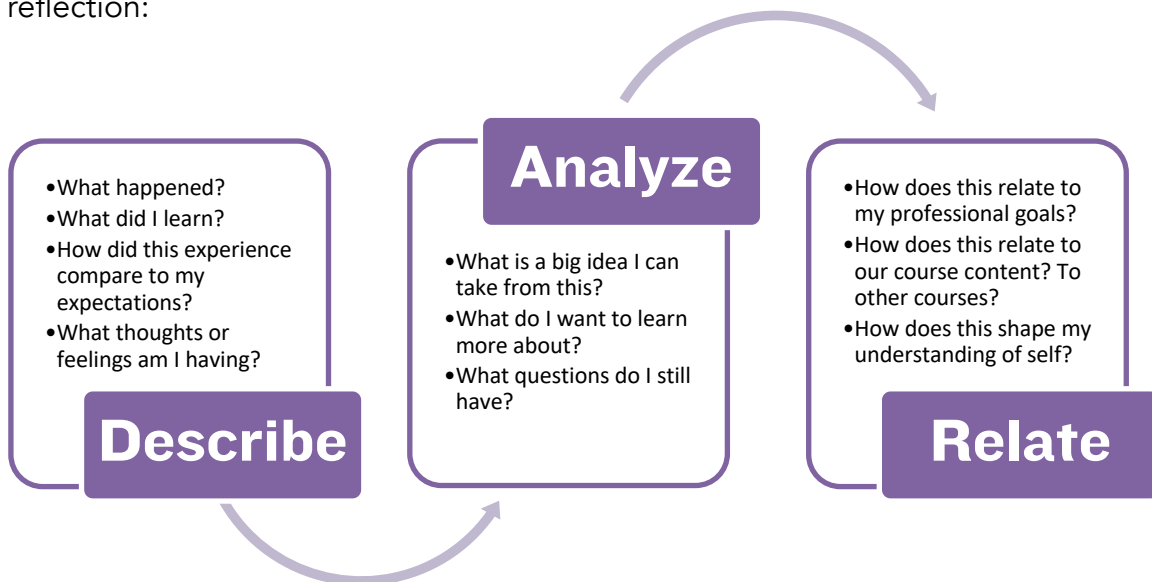 reflection:
•What happened?
•What did I learn?
•How did this experience
compare to my
expectations?
•What thoughts or
feelings am I having?
Describe
Analyze
•What is a big idea I can
take from this?
•What do I want to learn
more about?
•What questions do I still
have?
•How does this relate to
my professional goals?
•How does this relate to
our course content? To
other courses?
•How does this shape my
understanding of self?
Relate